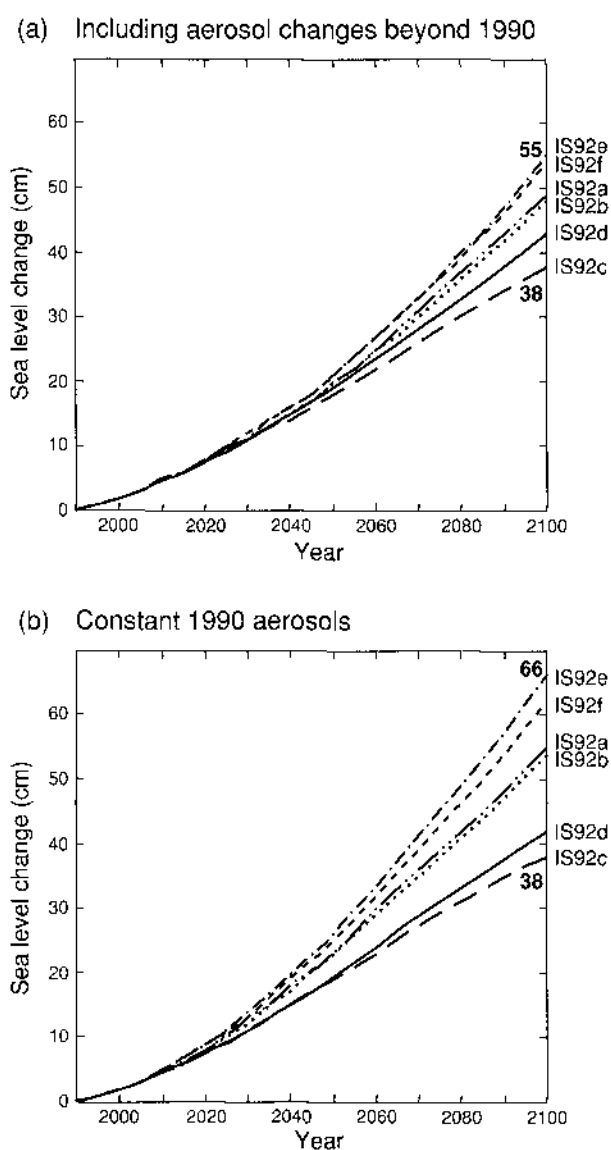 (a) Including aerosol changes beyond 1990
Sea level change (cm)
60
50
40
30
20
10
0
55
38
IS92e
IS92f
IS92a
IS92b
IS92d
IS92c
2000 2020 2040 2060 2080 2100
Year
(b) Constant 1990 aerosols
Sea level change (cm)
60
50
40
30
20
10
0
66
38
IS92e
IS92f
IS92a
IS92b
IS92d
IS92c
2000 2020 2040 2060 2080 2100
Year